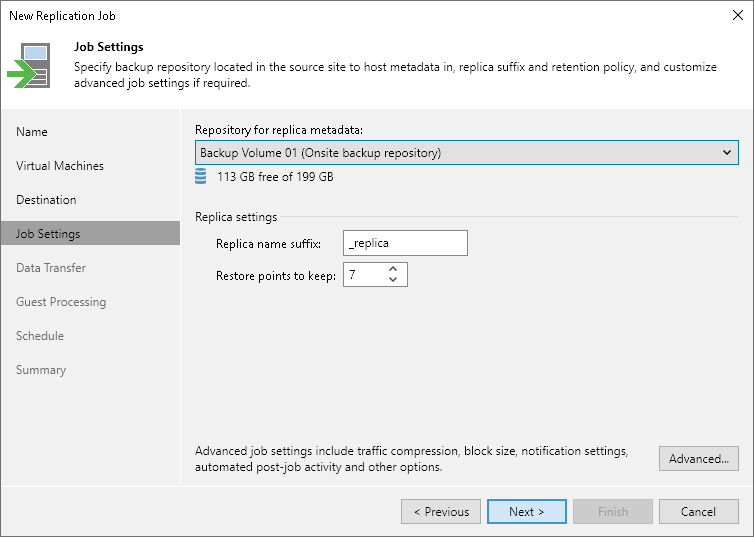 New Replication Job
Job Settings
Specify backup repository located in the source site to host metadata in, replica suffix and retention policy, and customize
advanced job settings if required.
Name
Virtual Machines
Destination
Job Settings
Data Transfer
Guest Processing
Schedule
Summary
Repository for replica metadata:
Backup Volume 01 (Onsite backup repository)
113 GB free of 199 GB
Replica settings
Replica name suffix: _replica
Restore points to keep: 7
Advanced job settings include traffic compression, block size, notification settings,
automated post-job activity and other options.
Advanced...
< Previous Next > Finish Cancel